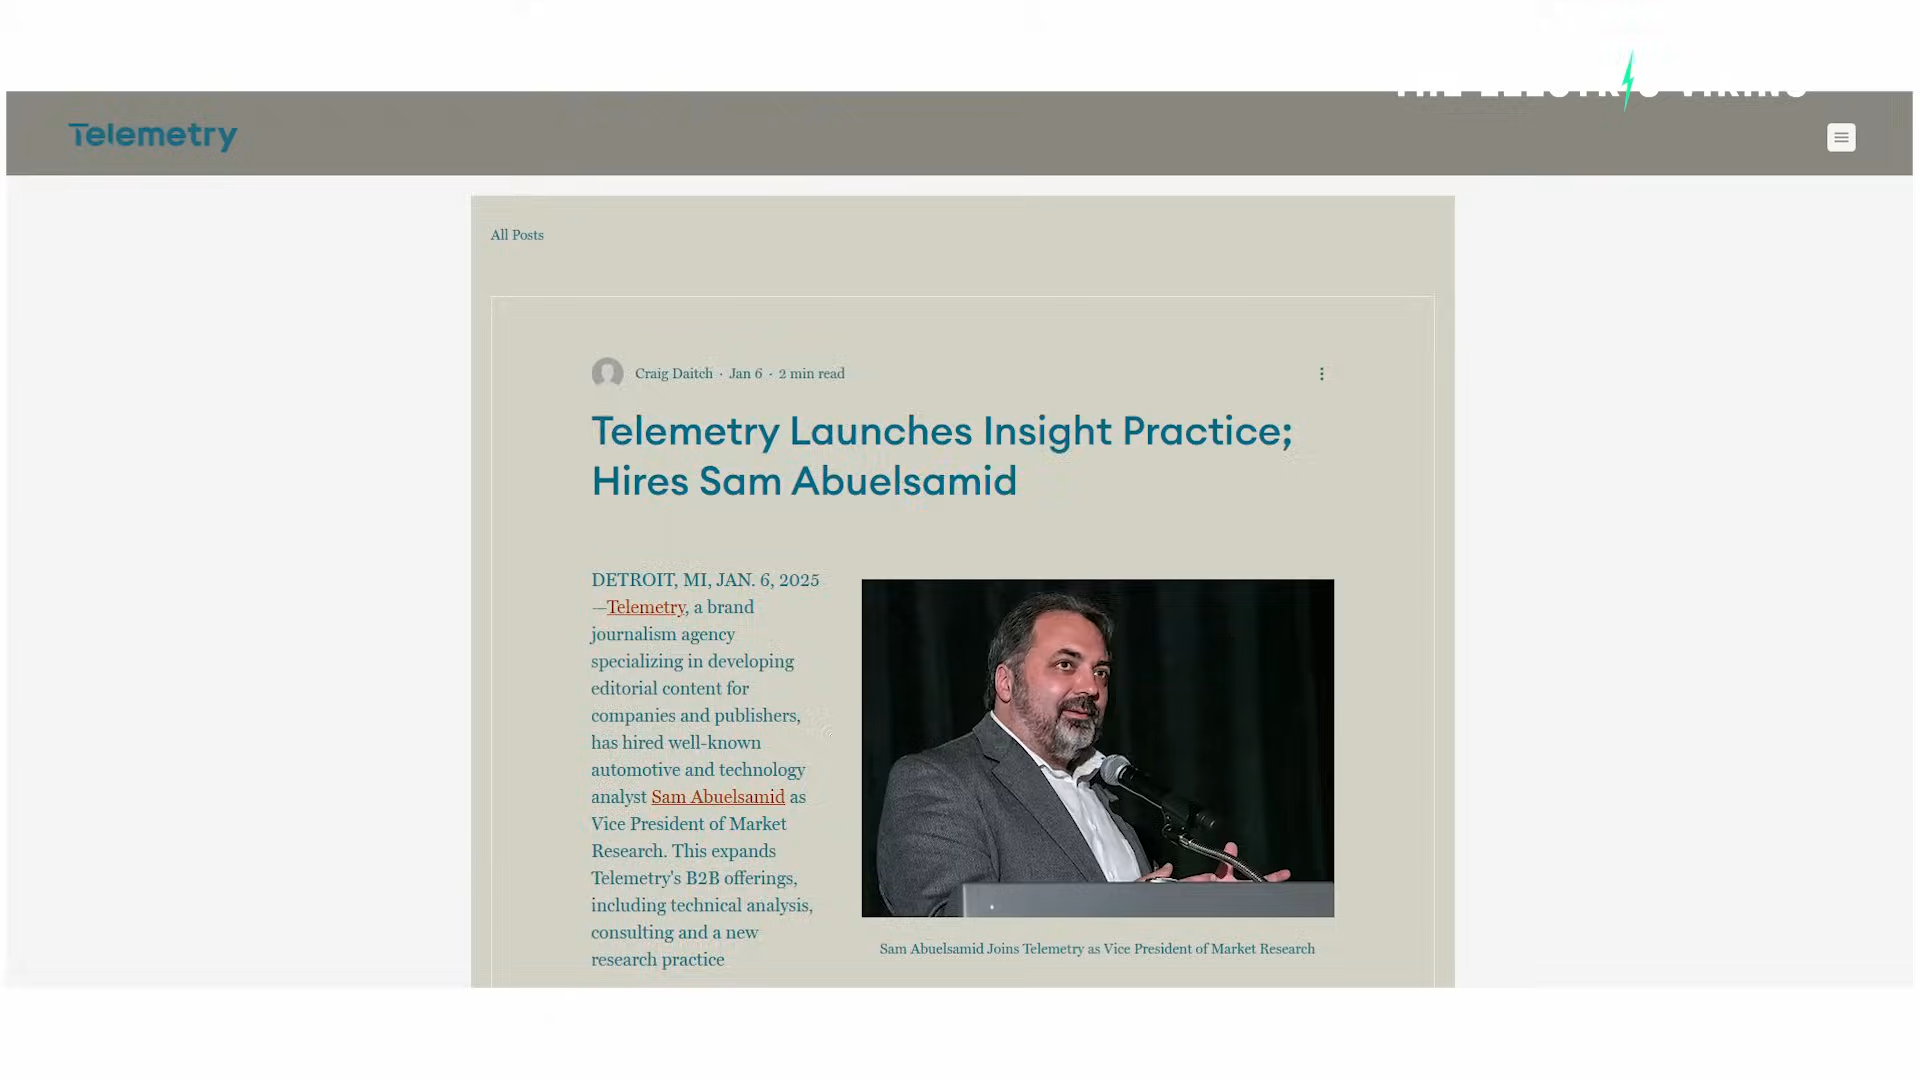 THE ELECTRIC VIKING
Telemetry
All Posts
Craig Daitch · Jan 6 · 2 min read
Telemetry Launches Insight Practice;
Hires Sam Abuelsamid
DETROIT, MI, JAN. 6, 2025
—Telemetry, a brand
journalism agency
specializing in developing
editorial content for
companies and publishers,
has hired well-known
automotive and technology
analyst Sam Abuelsamid as
Vice President of Market
Research. This expands
Telemetry's B2B offerings,
including technical analysis,
consulting and a new
research practice
Sam Abuelsamid Joins Telemetry as Vice President of Market Research